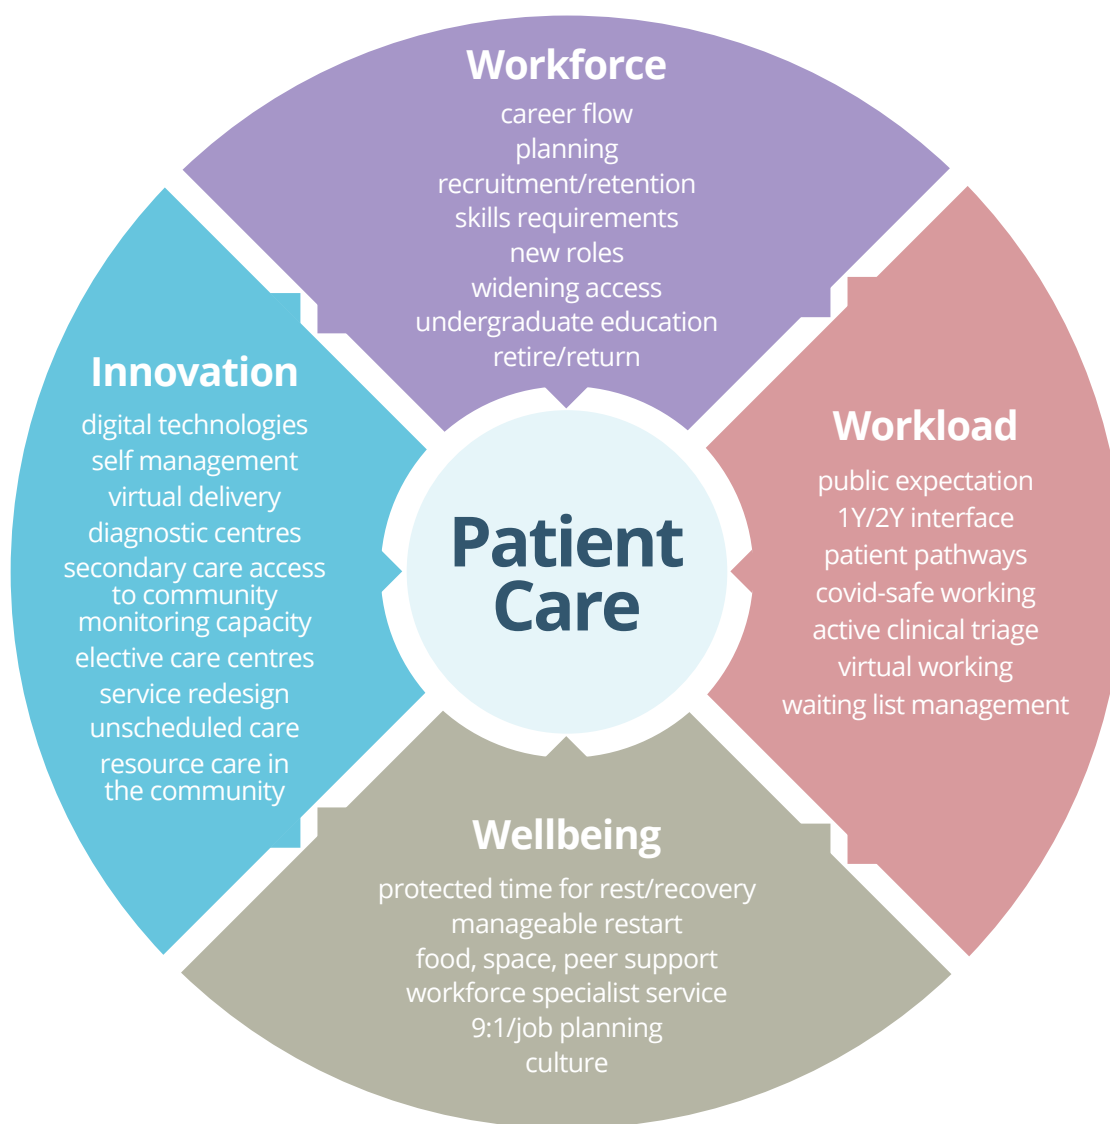 Workforce
career flow
planning
recruitment/retention
skills requirements
new roles
widening access
undergraduate education
retire/return
Innovation
digital technologies
self management
virtual delivery
diagnostic centres
secondary care access
to community
monitoring capacity
elective care centres
service redesign
unscheduled care
resource care in
the community
Patient
Care
Workload
public expectation
1Y/2Y interface
patient pathways
covid-safe working
active clinical triage
virtual working
waiting list management
Wellbeing
protected time for rest/recovery
manageable restart
food, space, peer support
workforce specialist service
9:1/job planning
culture